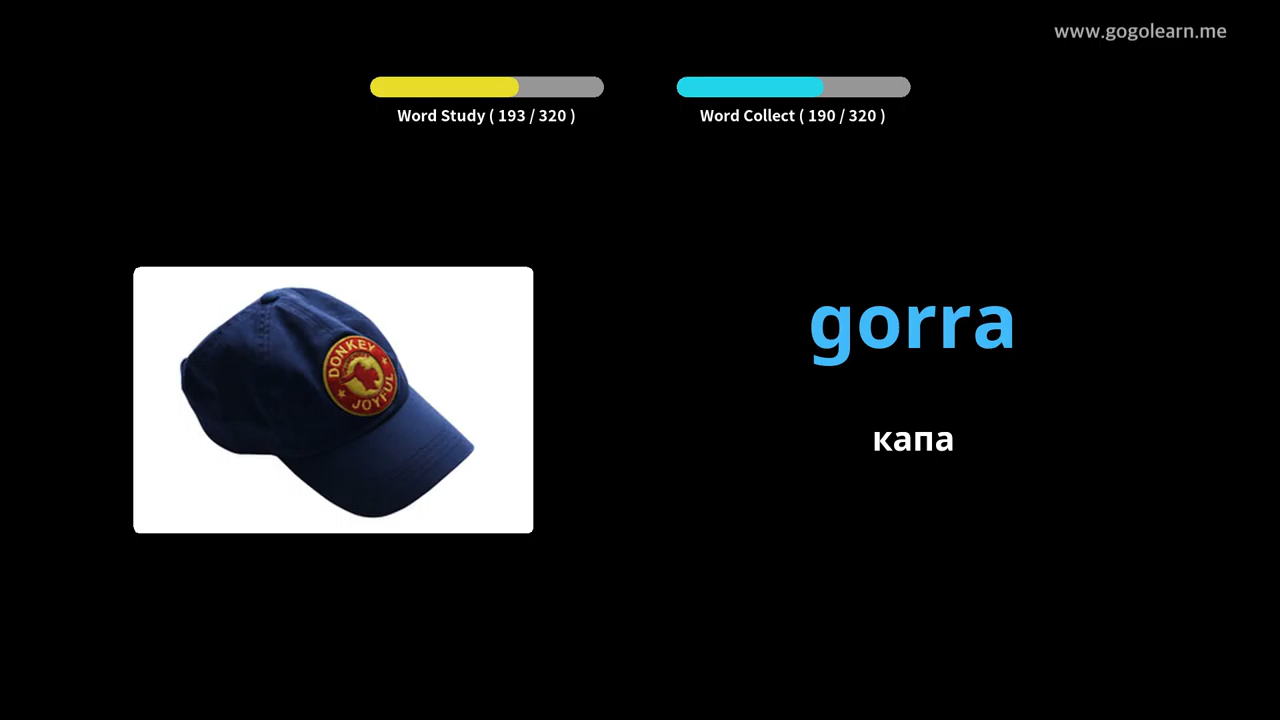 www.gogolearn.me
Word Study ( 193 / 320 )
Word Collect ( 190 / 320 )
DONKEY
JOYFUL
gorra
капа